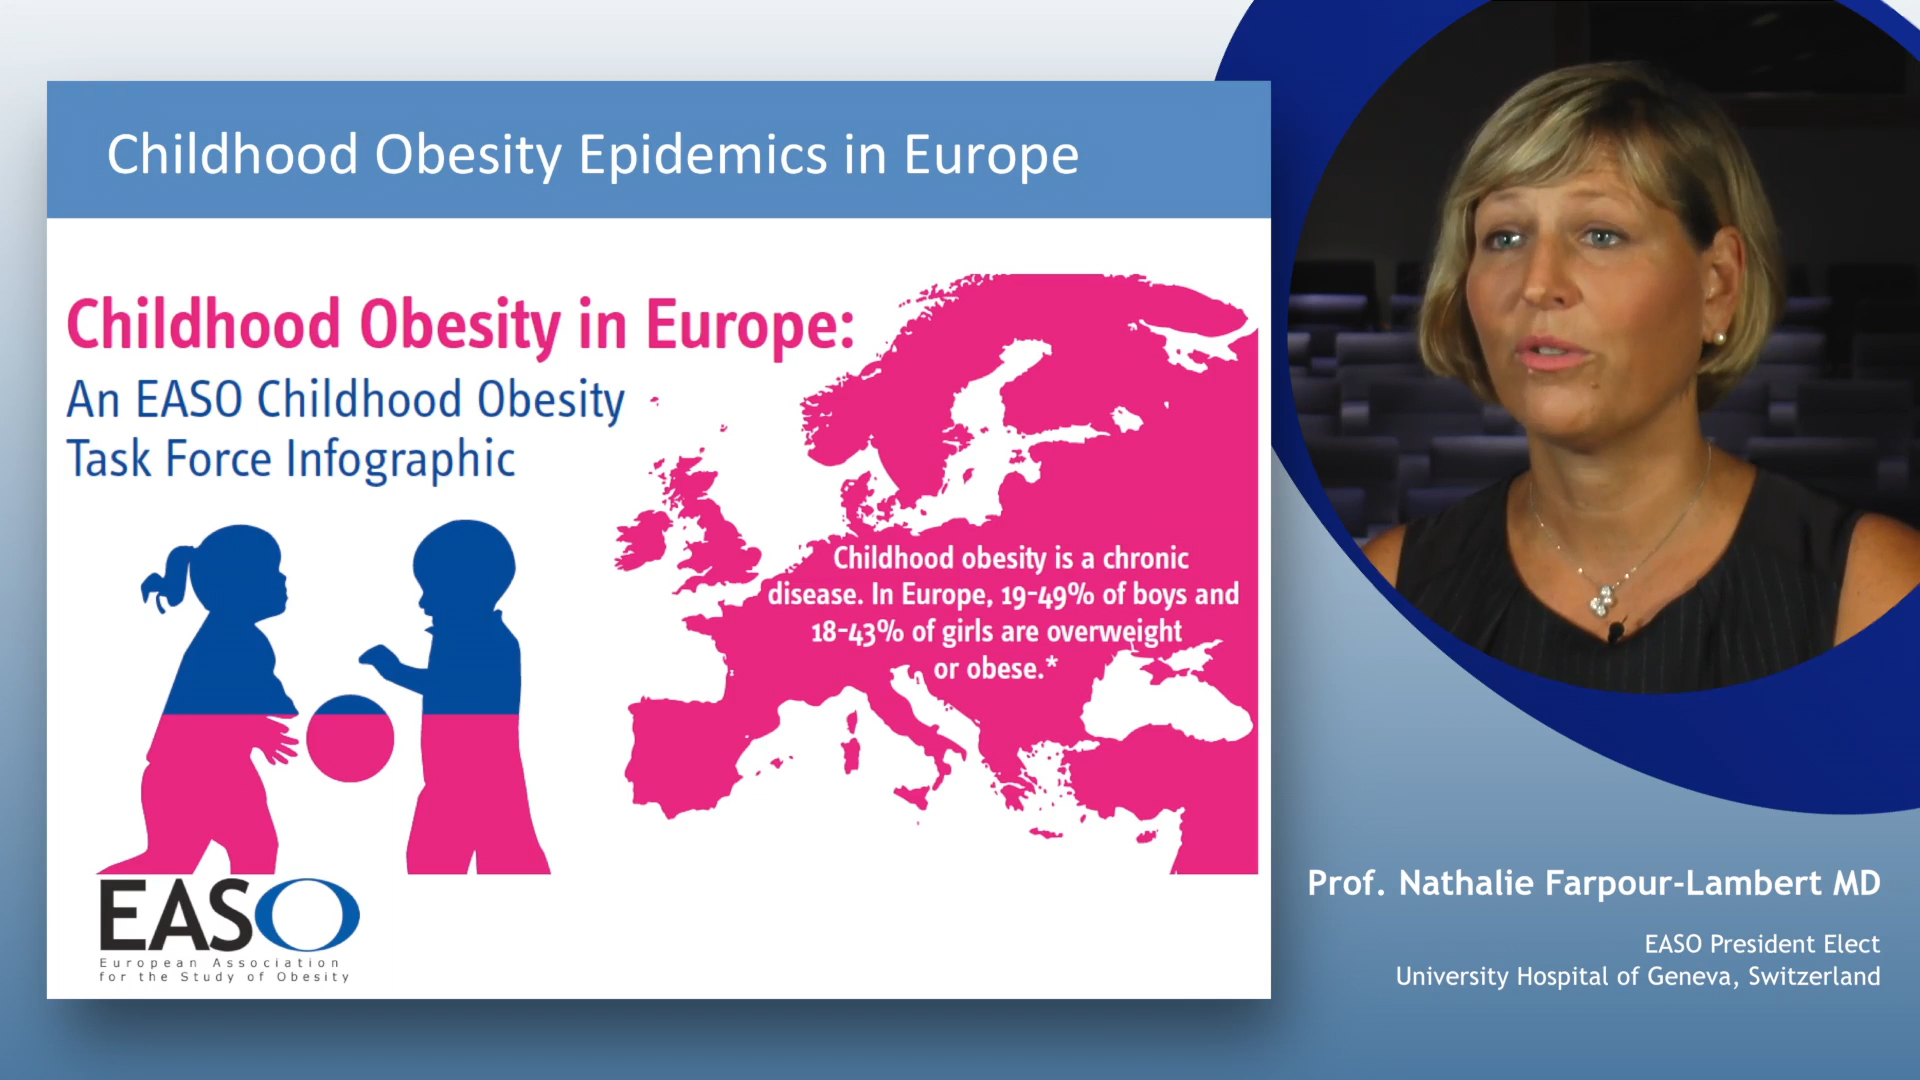 Childhood Obesity Epidemics in Europe
Childhood Obesity in Europe:
An EASO Childhood Obesity
Task Force Infographic
Childhood obesity is a chronic
disease. In Europe, 19-49% of boys and
18-43% of girls are overweight
or obese.*
EASO
European Association
for the Study of Obesity
Prof. Nathalie Farpour-Lambert MD
EASO President Elect
University Hospital of Geneva, Switzerland